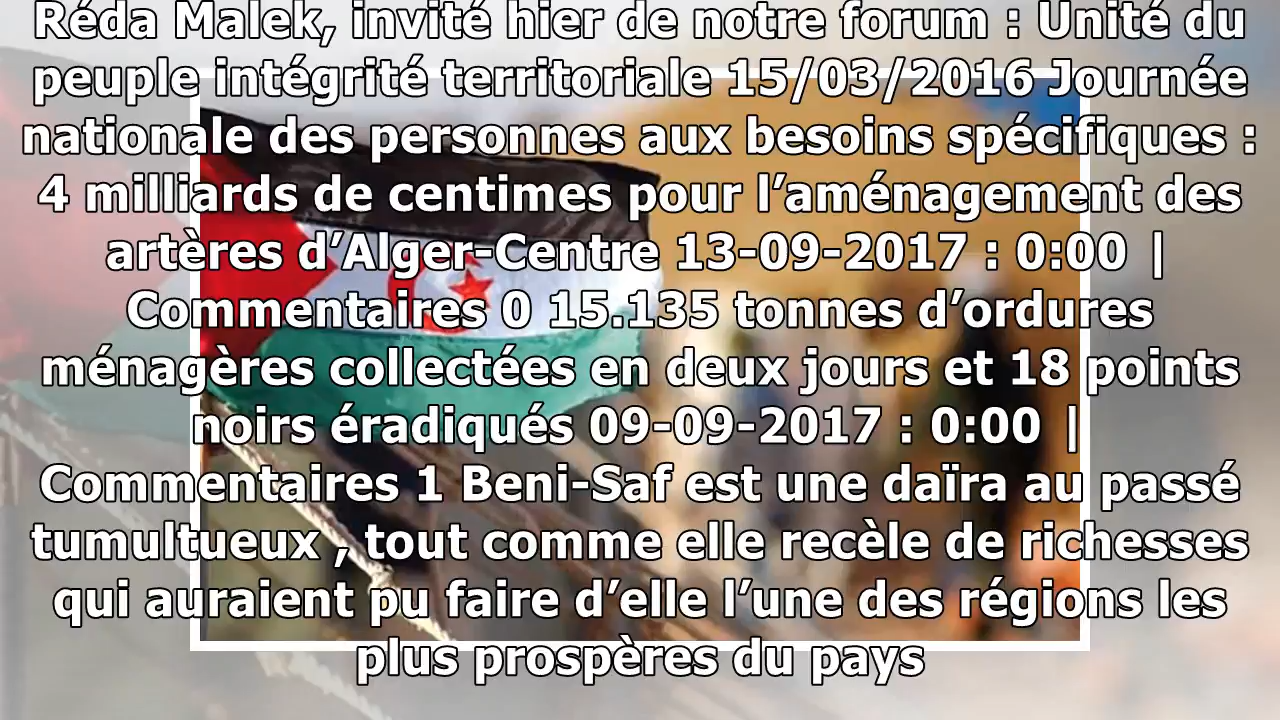 Réda Malek, invité hier de notre forum : Unité du
peuple intégrité territoriale 15/03/2016 Journée
nationale des personnes aux besoins spécifiques :
4 milliards de centimes pour l’aménagement des
artères d’Alger-Centre 13-09-2017 : 0:00 |
Commentaires 0 15.135 tonnes d’ordures
ménagères collectées en deux jours et 18 points
noirs éradiqués 09-09-2017 : 0:00 |
Commentaires 1 Beni-Saf est une daïra au passé
tumultueux , tout comme elle recèle de richesses
qui auraient pu faire d’elle l’une des régions les
plus prospères du pays